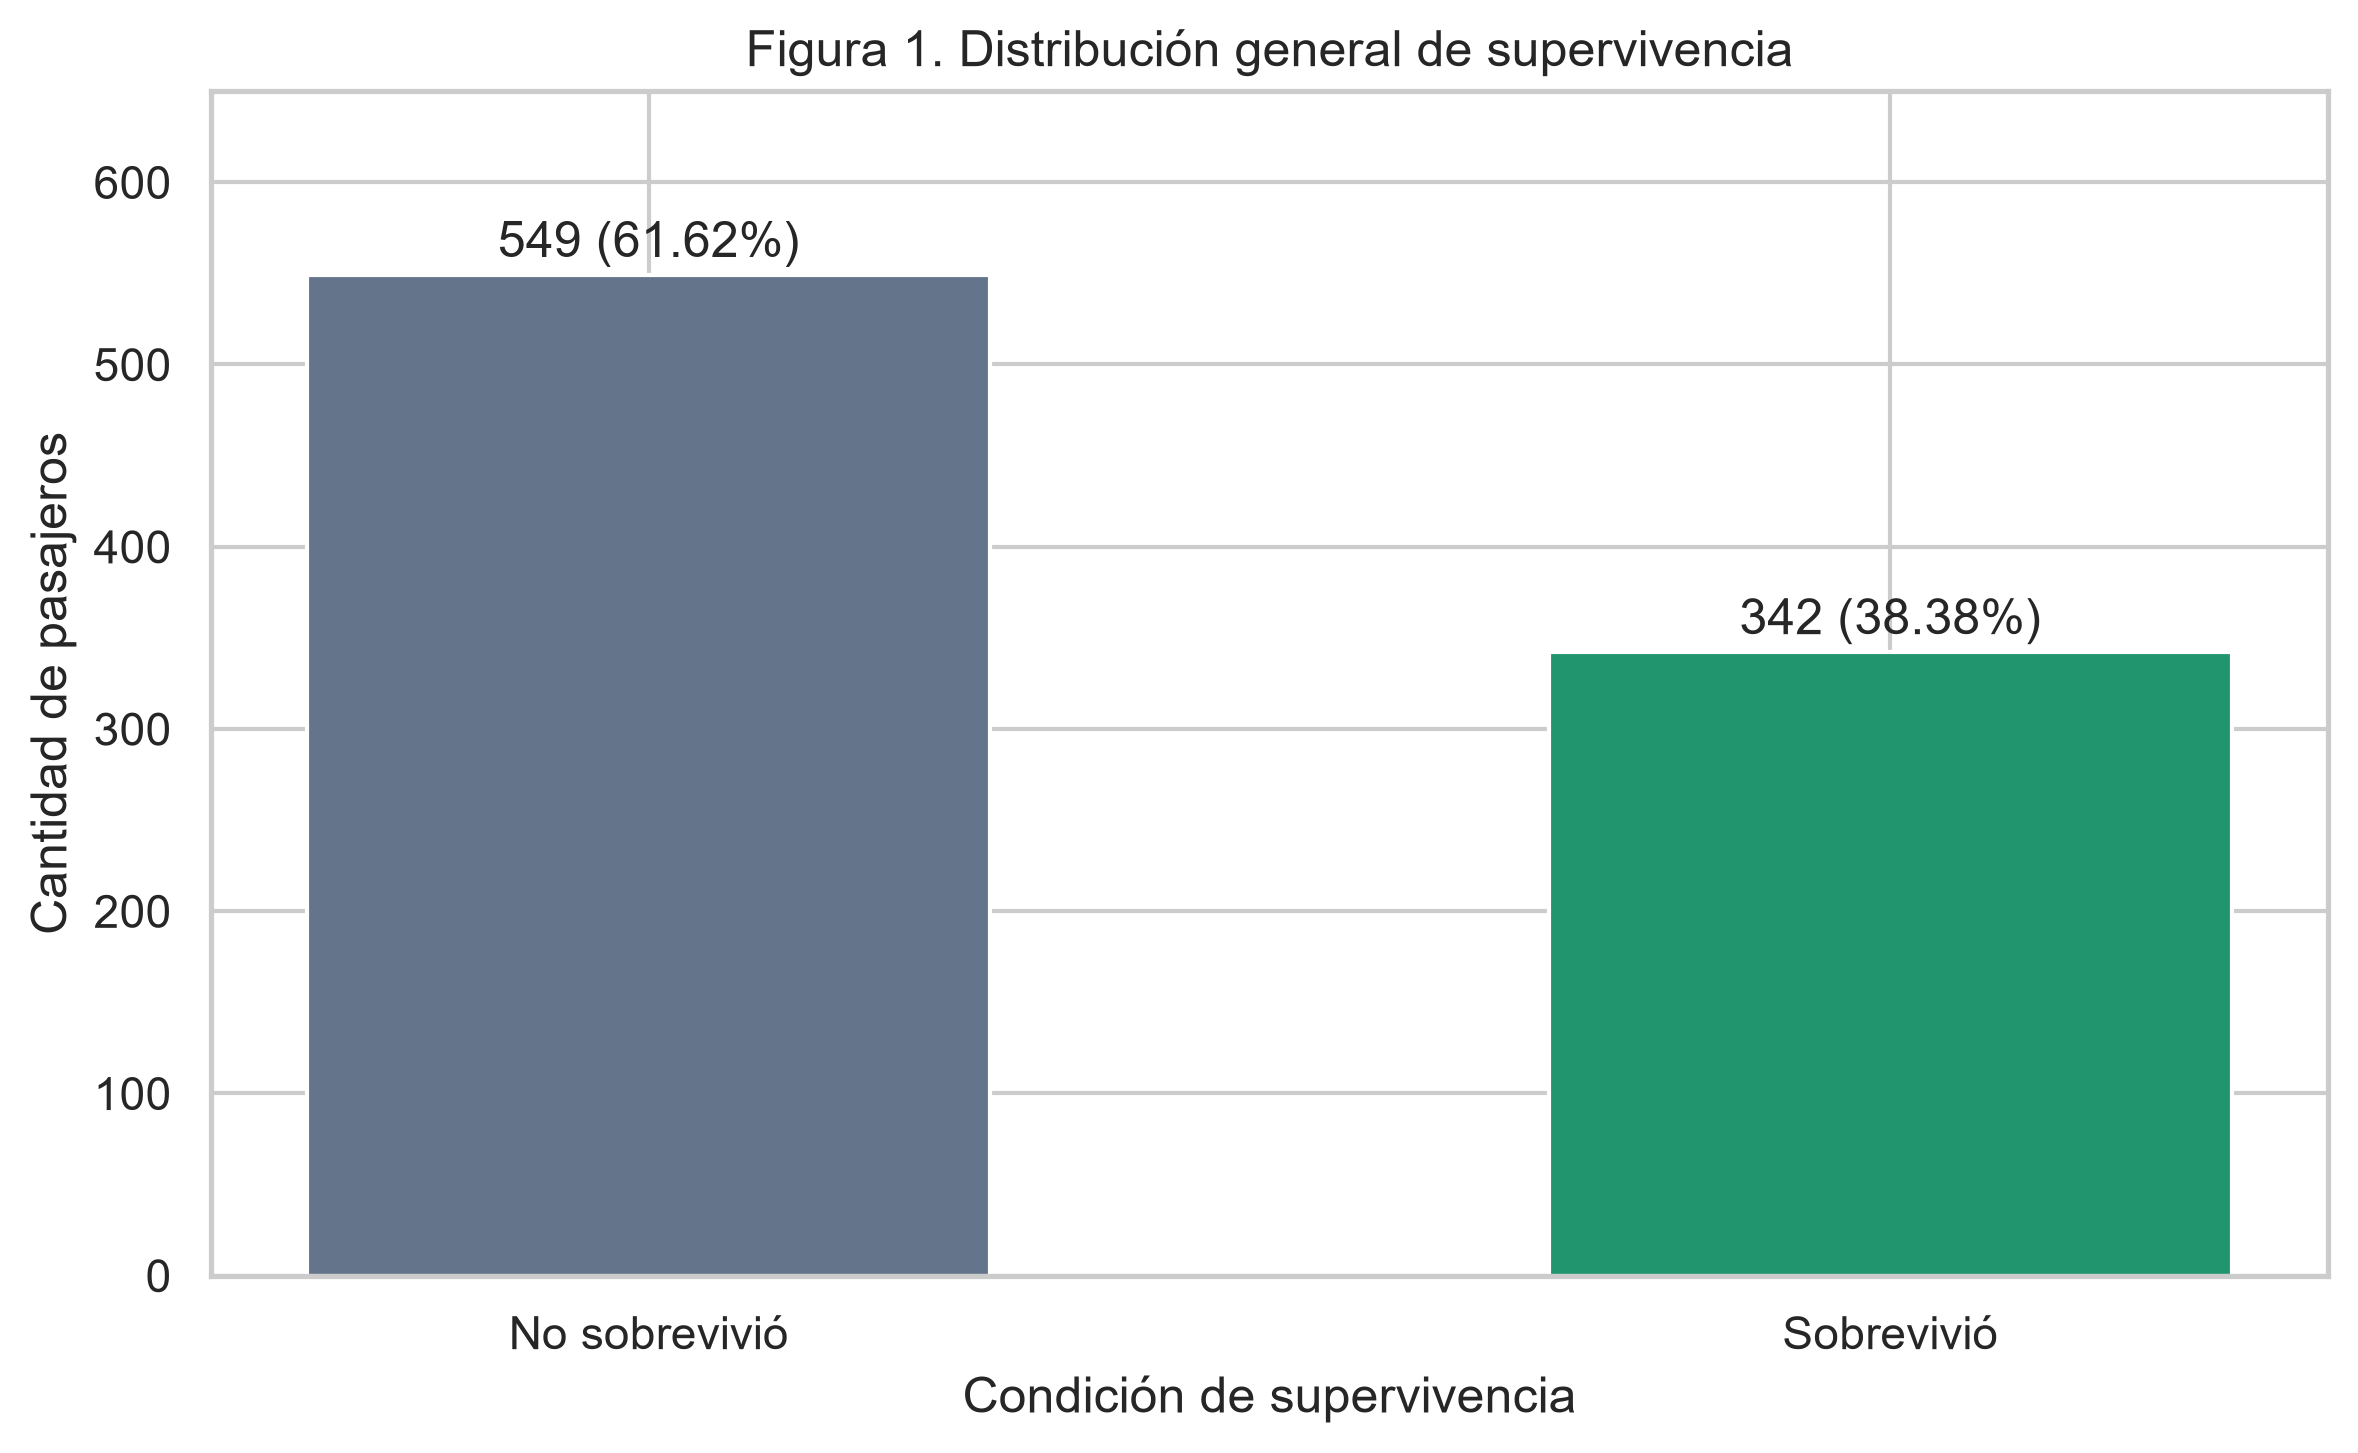 Figura 1. Distribución general de supervivencia
Cantidad de pasajeros
600
500
400
300
200
100
0
549 (61.62%)
342 (38.38%)
No sobrevivió
Sobrevivió
Condición de supervivencia